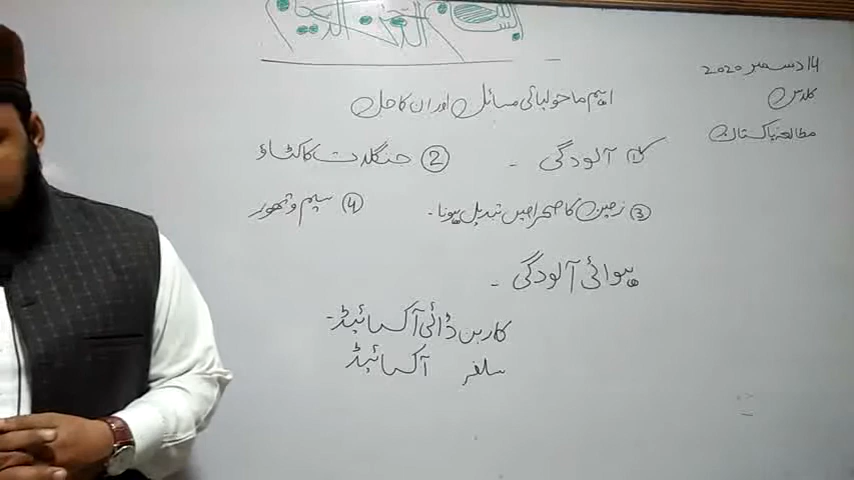 بسم اللہ الرحمن الرحیم
14 دسمبر 2020
کلاس
مطالعہ پاکستان
اہم ماحولیاتی مسائل اور ان کا حل
1 آلودگی -
2 جنگلات کا کٹاؤ
3 زمین کا صحرا میں تبدیل ہونا -
4 سیم و تھور
ہوائی آلودگی -
کاربن ڈائی آکسائیڈ -
سلفر آکسائیڈ